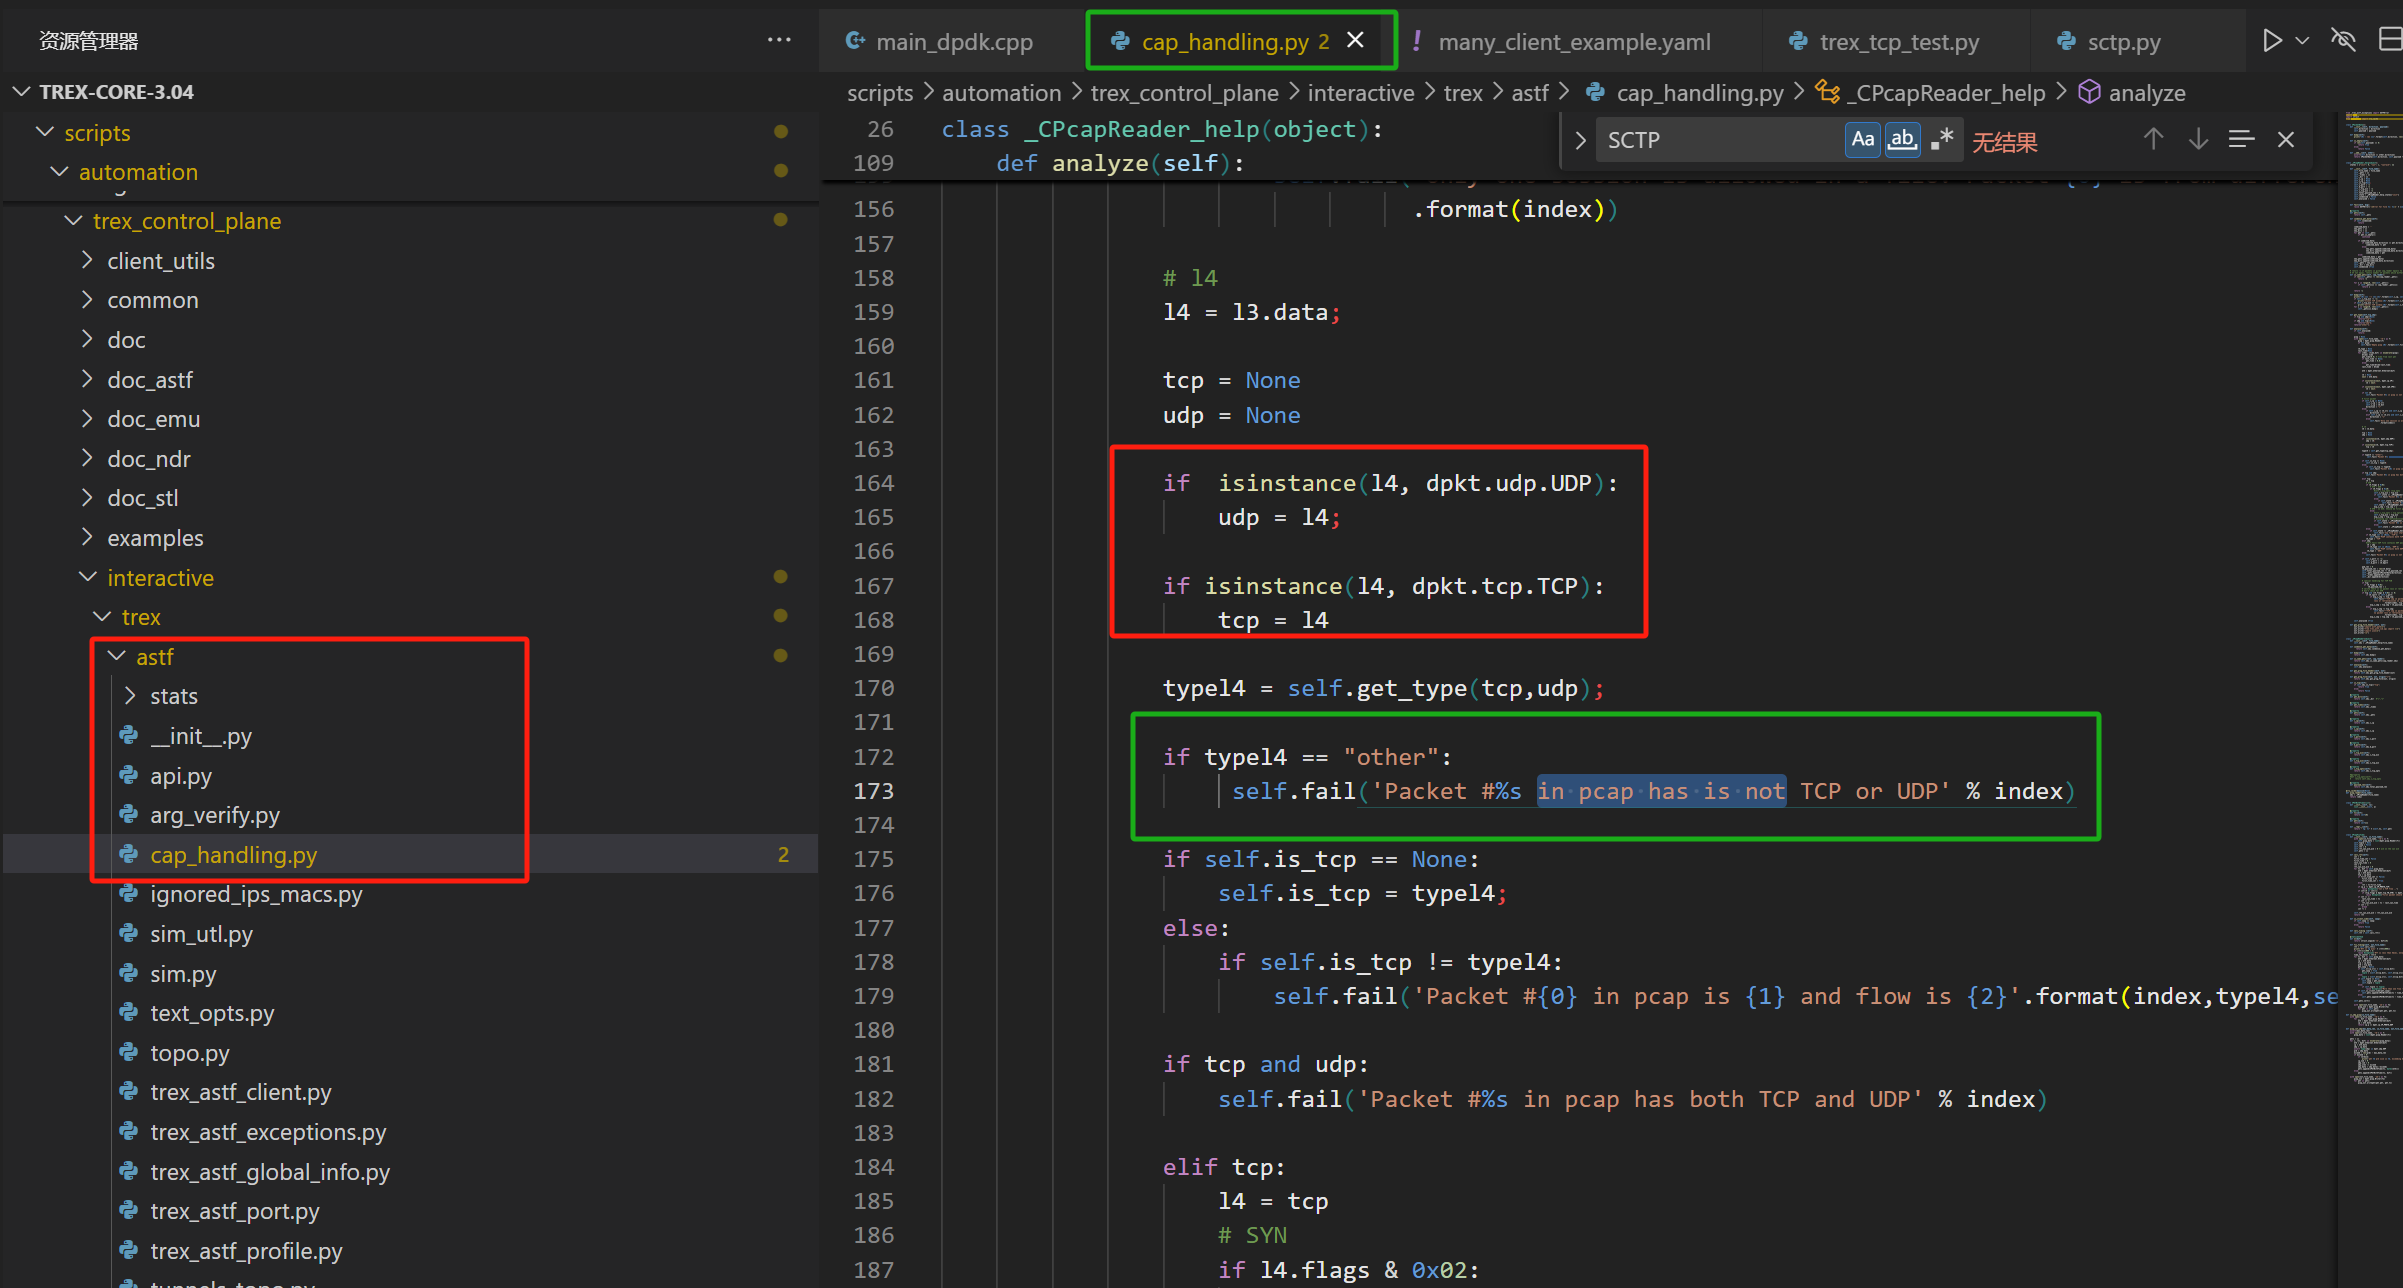 资源管理器
TREX-CORE-3.04
scripts
automation
trex_control_plane
client_utils
common
doc
doc_astf
doc_emu
doc_ndr
doc_stl
examples
interactive
trex
astf
stats
__init__.py
api.py
arg_verify.py
cap_handling.py 2
ignored_ips_macs.py
sim_utl.py
sim.py
text_opts.py
topo.py
trex_astf_client.py
trex_astf_exceptions.py
trex_astf_global_info.py
trex_astf_port.py
trex_astf_profile.py
main_dpdk.cpp
cap_handling.py 2
many_client_example.yaml
trex_tcp_test.py
sctp.py
scripts > automation > trex_control_plane > interactive > trex > astf > cap_handling.py > _CPcapReader_help > analyze
SCTP Aa ab 无结果
26 class _CPcapReader_help(object):
109 def analyze(self):
156 .format(index))
157
158 # l4
159 l4 = l3.data;
160
161 tcp = None
162 udp = None
163
164 if  isinstance(l4, dpkt.udp.UDP):
165 udp = l4;
166
167 if isinstance(l4, dpkt.tcp.TCP):
168 tcp = l4
169
170 typel4 = self.get_type(tcp,udp);
171
172 if typel4 == "other":
173 self.fail('Packet #%s in pcap has is not TCP or UDP' % index)
174
175 if self.is_tcp == None:
176 self.is_tcp = typel4;
177 else:
178 if self.is_tcp != typel4:
179 self.fail('Packet #{0} in pcap is {1} and flow is {2}'.format(index,typel4,se
180
181 if tcp and udp:
182 self.fail('Packet #%s in pcap has both TCP and UDP' % index)
183
184 elif tcp:
185 l4 = tcp
186 # SYN
187 if l4.flags & 0x02: